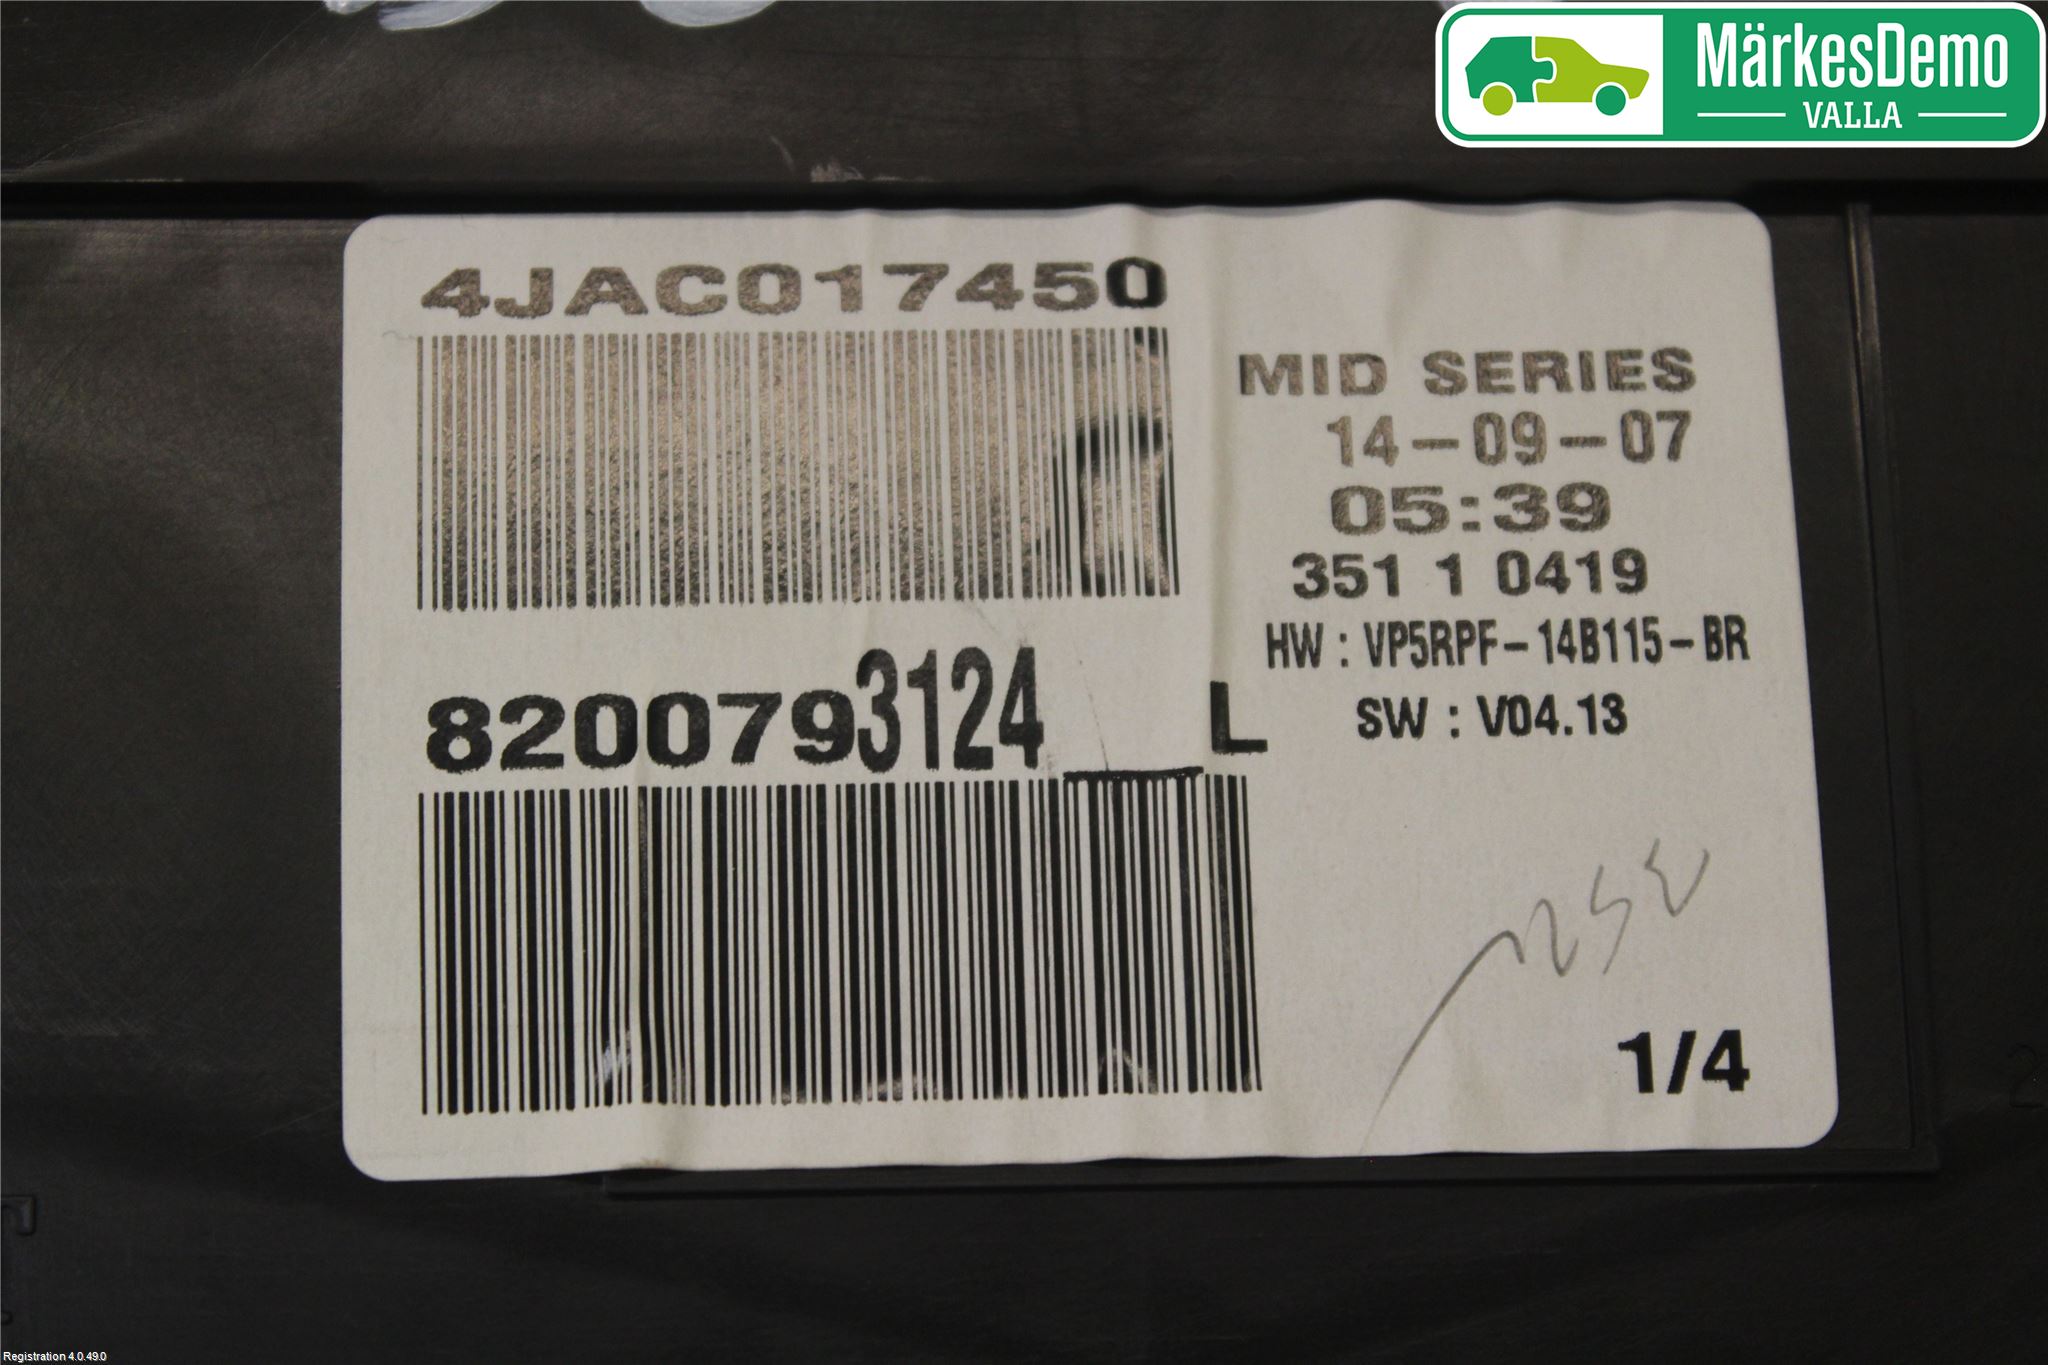 MärkesDemo
VALLA
4JAC017450
MID SERIES
14-09-07
05:39
351 1 0419
HW : VP5RPF-14B115-BR
SW : V04.13
8200793124___L
1/4
Registration 4.0.49.0